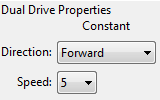 Dual Drive Properties
Constant
Direction: Forward
Speed: 5